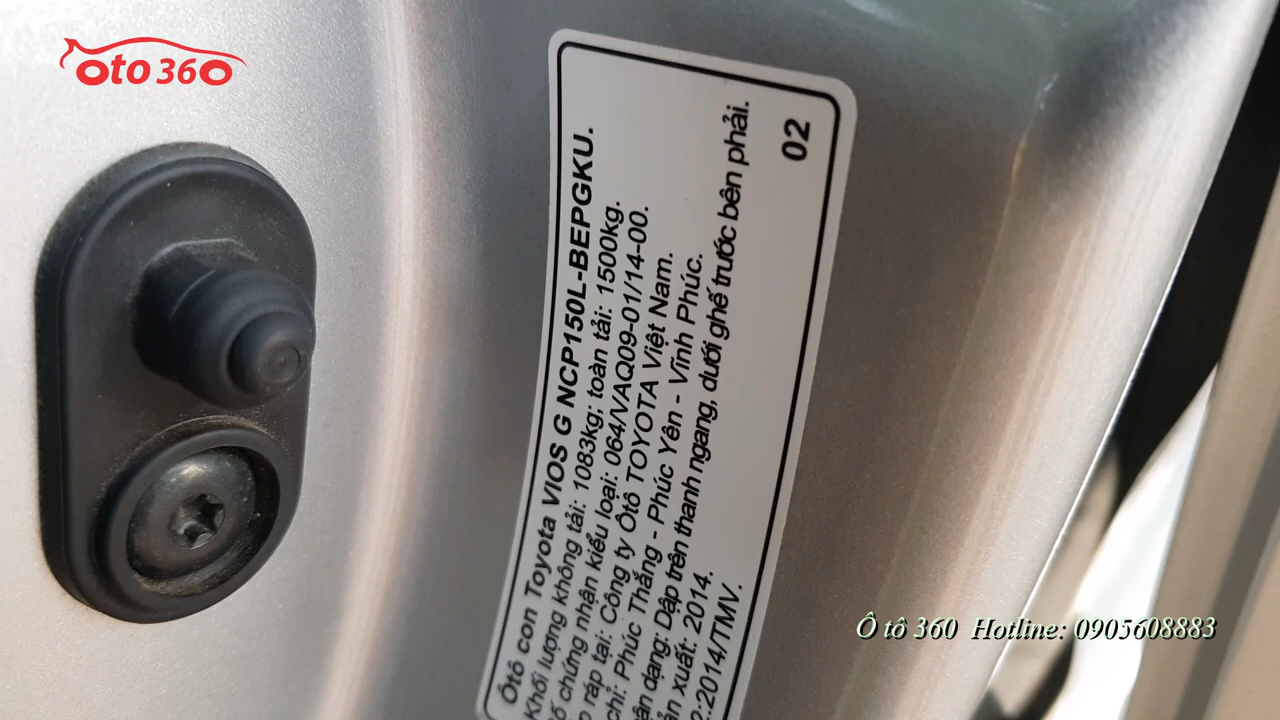 oto 360
Ôtô con Toyota VIOS G NCP150L-BEPGKU.
Khối lượng không tải: 1083kg; toàn tải: 1500kg.
ố chứng nhận kiểu loại: 064/VAQ09-01/14-00.
p ráp tại: Công ty Ôtô TOYOTA Việt Nam.
chỉ: Phúc Thắng - Phúc Yên - Vĩnh Phúc.
ận dạng: Dập trên thanh ngang, dưới ghế trước bên phải.
ản xuất: 2014.
2:2014/TMV.
02
Ô tô 360 Hotline: 0905608883